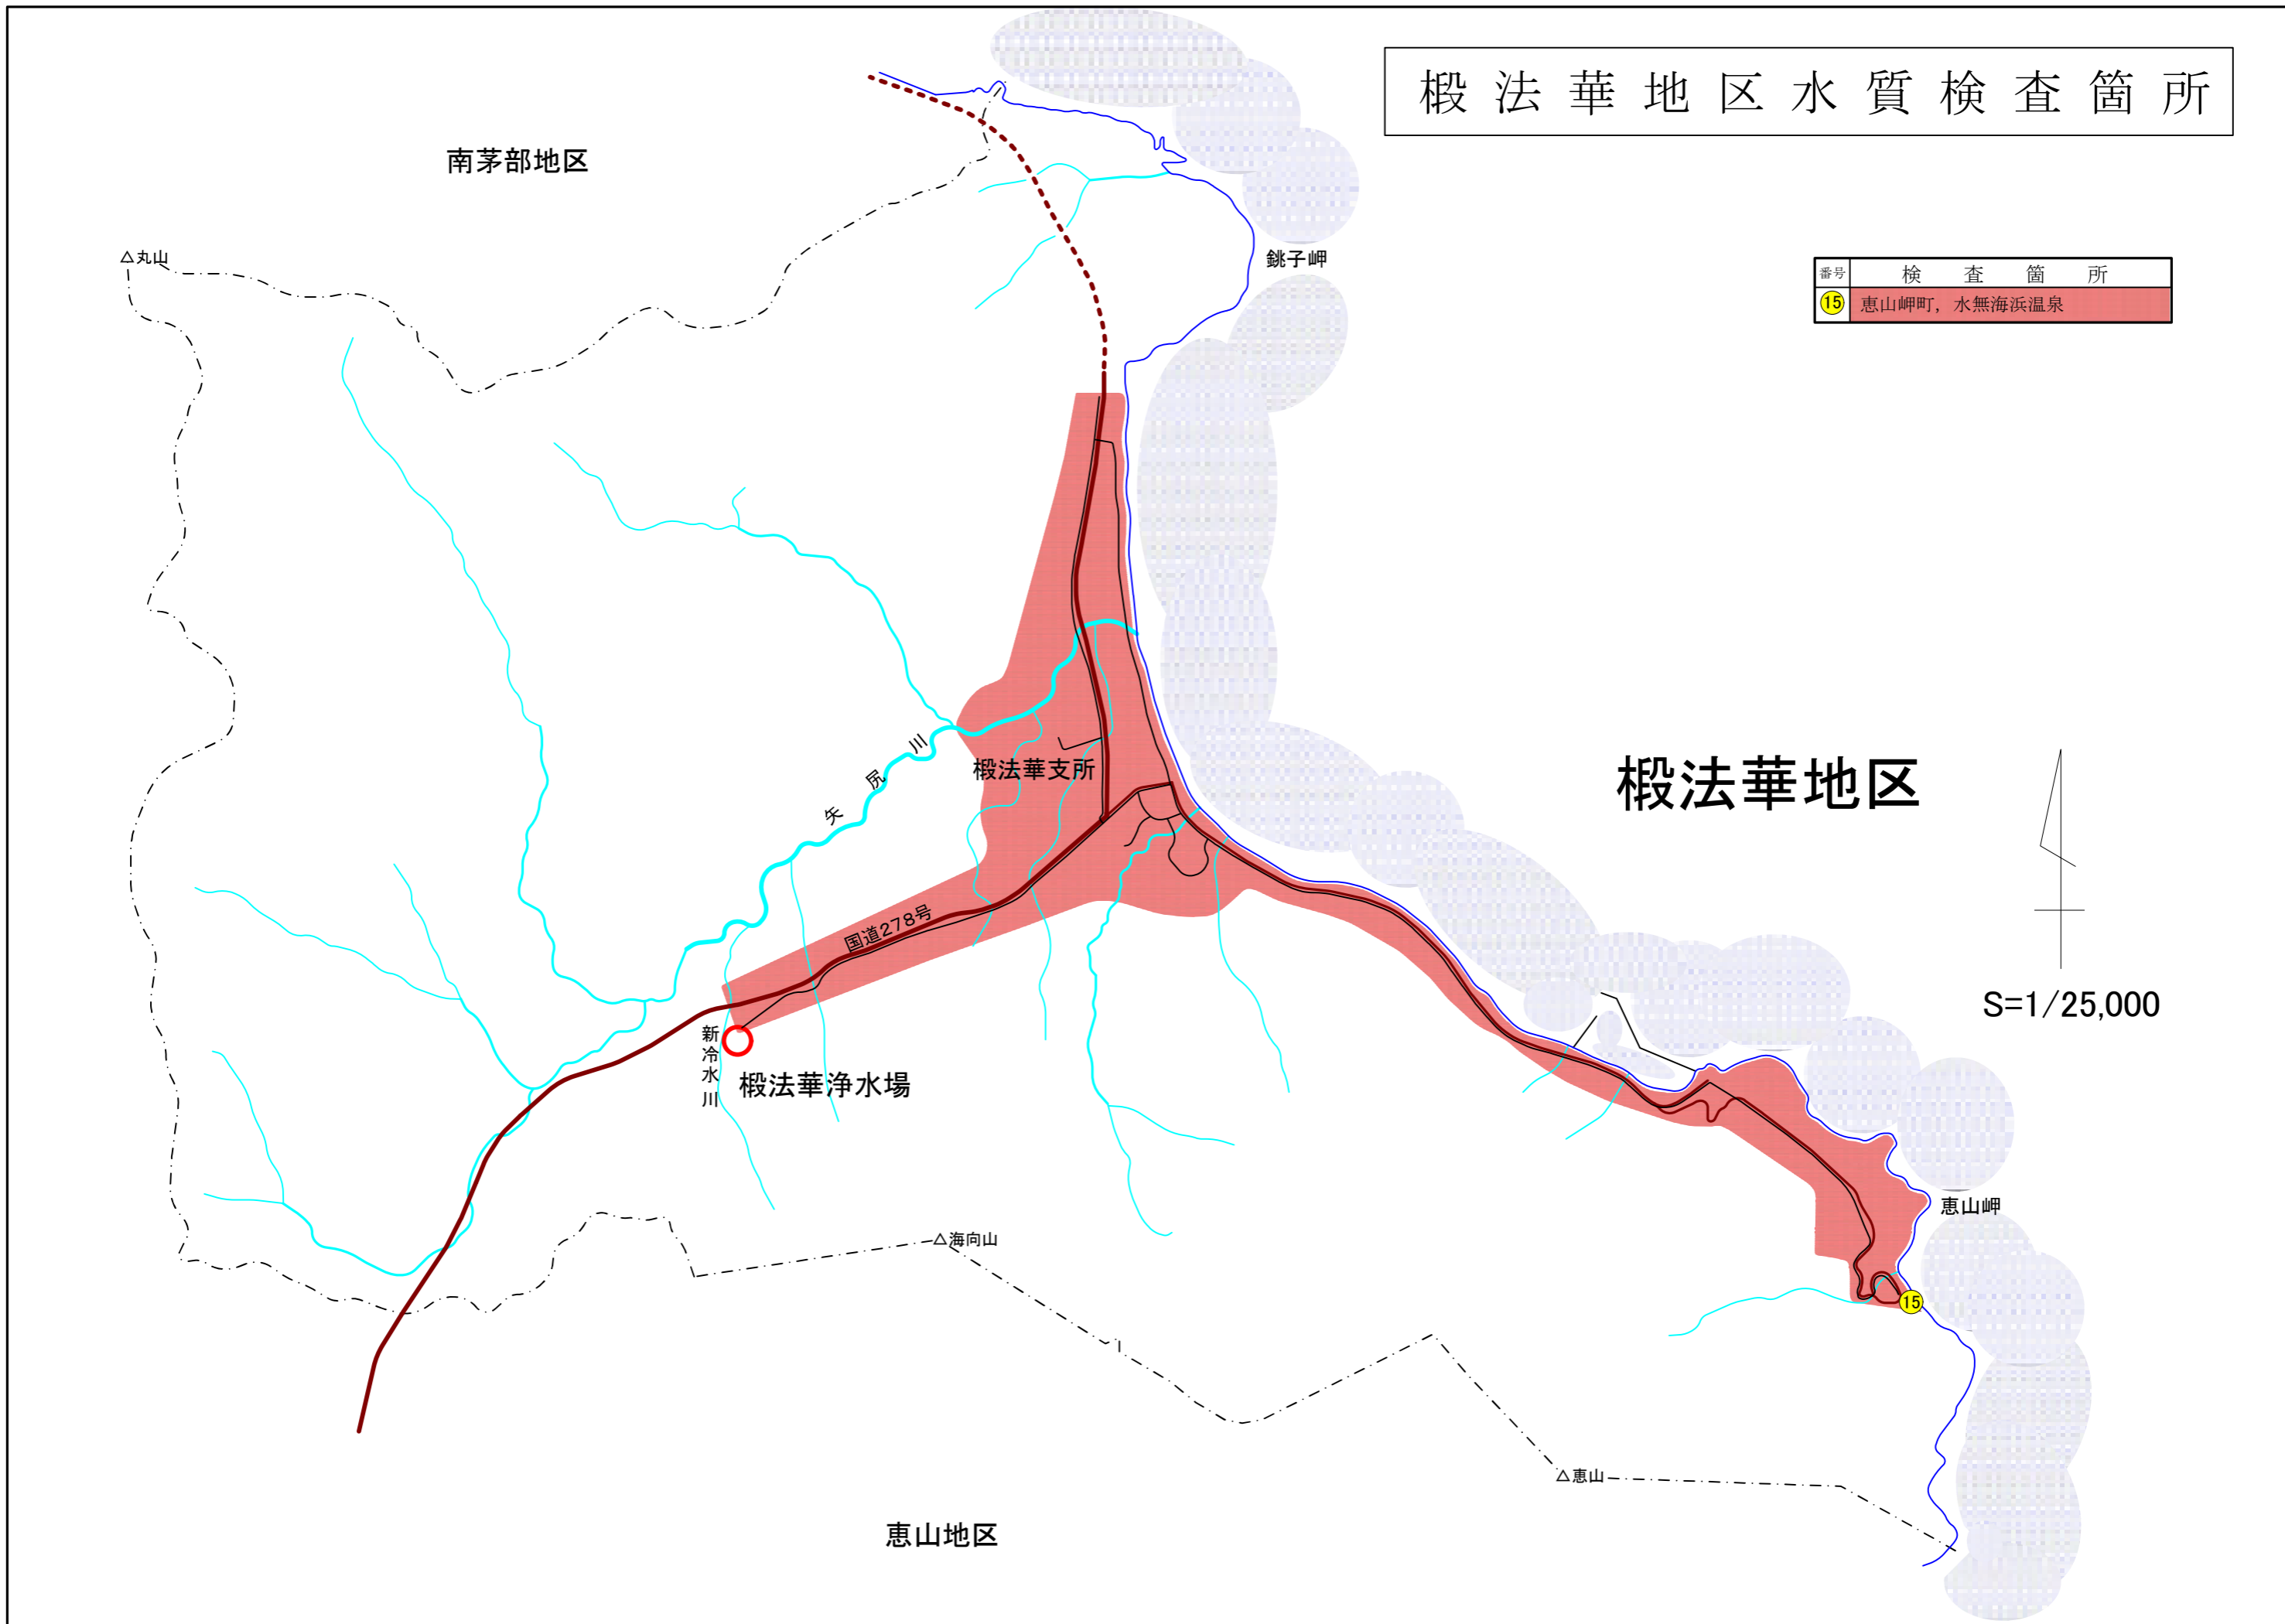 椴法華地区水質検査箇所
南茅部地区
△丸山
銚子岬
番号 検査箇所
15 恵山岬町，水無海浜温泉
椴法華地区
S=1/25,000
椴法華支所
矢尻川
国道278号
新冷水川
椴法華浄水場
恵山岬
△海向山
15
△恵山
恵山地区